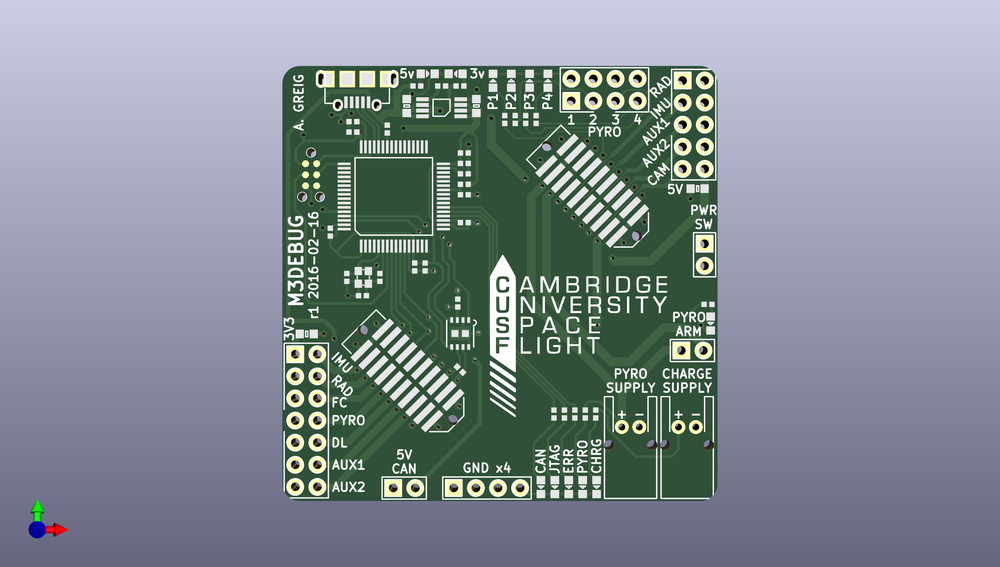 A. GREIG
5v
3v
P1
P2
P3
P4
1 2 3 4
PYRO
RAD
IMU
AUX1
AUX2
CAM
5V
PWR
SW
M3DEBUG
r1 2016-02-16
CAMBRIDGE
UNIVERSITY
SPACE
FLIGHT
PYRO
ARM
3V3
IMU
RAD
FC
PYRO
DL
AUX1
AUX2
PYRO
SUPPLY
CHARGE
SUPPLY
+ −
+ −
5V
CAN
GND x4
CAN
JTAG
ERR
PYRO
CHRG